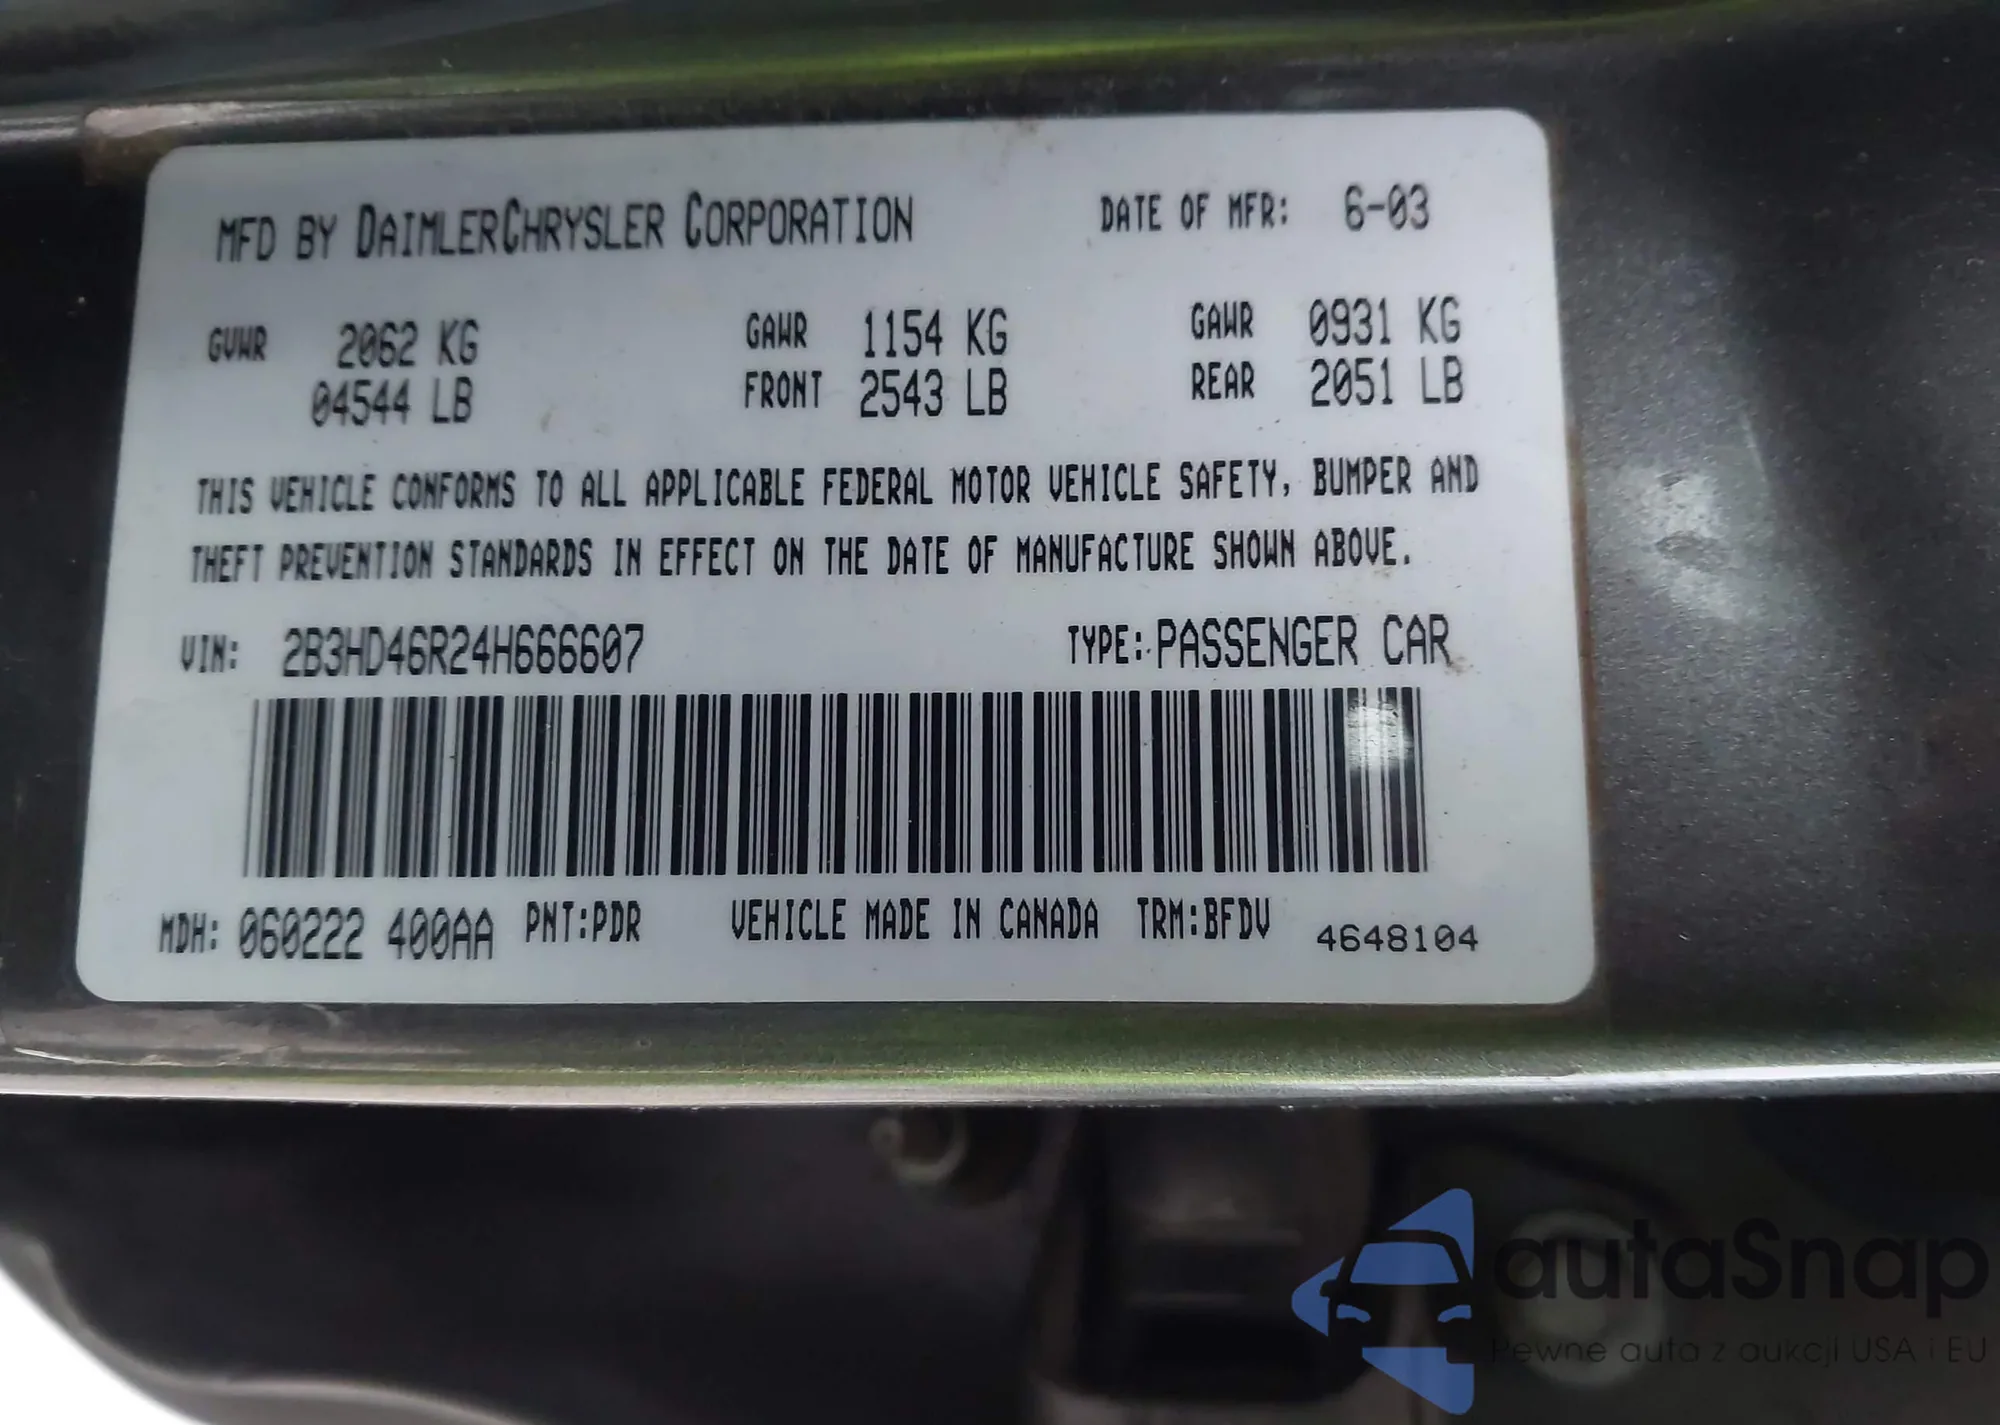 MFD BY DAIMLERCHRYSLER CORPORATION DATE OF MFR: 6-03
GVWR 2062 KG GAWR 1154 KG GAWR 0931 KG
04544 LB FRONT 2543 LB REAR 2051 LB
THIS VEHICLE CONFORMS TO ALL APPLICABLE FEDERAL MOTOR VEHICLE SAFETY, BUMPER AND
THEFT PREVENTION STANDARDS IN EFFECT ON THE DATE OF MANUFACTURE SHOWN ABOVE.
VIN: 2B3HD46R24H666607 TYPE: PASSENGER CAR
MDH: 060222 400AA PNT:PDR VEHICLE MADE IN CANADA TRM:BFDV 4648104
autaSnap
Pewne auta z aukcji USA i EU